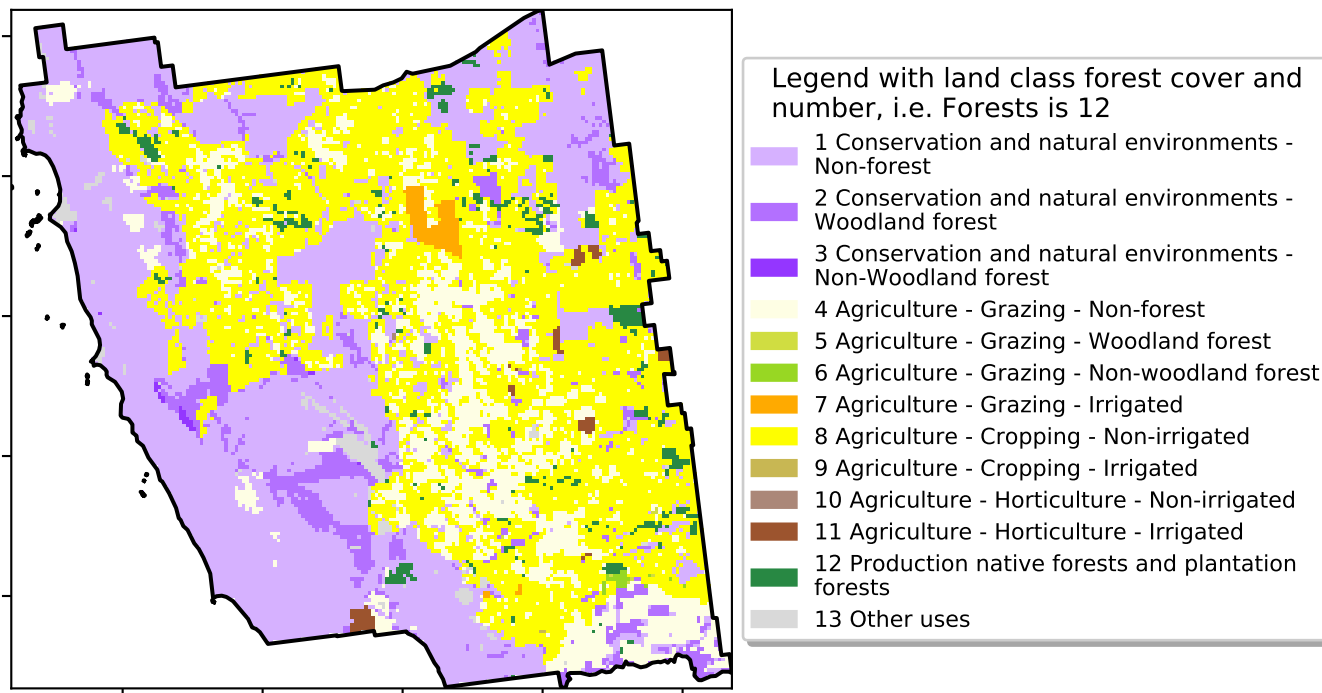 Legend with land class forest cover and
number, i.e. Forests is 12
1 Conservation and natural environments -
Non-forest
2 Conservation and natural environments -
Woodland forest
3 Conservation and natural environments -
Non-Woodland forest
4 Agriculture - Grazing - Non-forest
5 Agriculture - Grazing - Woodland forest
6 Agriculture - Grazing - Non-woodland forest
7 Agriculture - Grazing - Irrigated
8 Agriculture - Cropping - Non-irrigated
9 Agriculture - Cropping - Irrigated
10 Agriculture - Horticulture - Non-irrigated
11 Agriculture - Horticulture - Irrigated
12 Production native forests and plantation
forests
13 Other uses